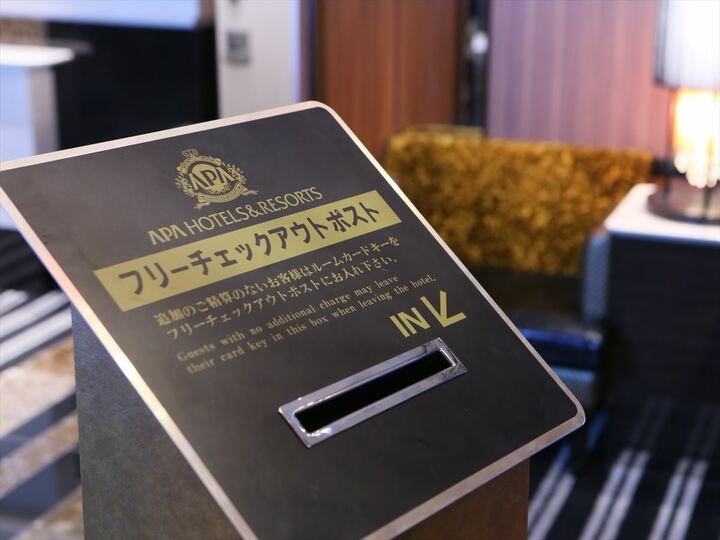 APA
APA HOTELS&RESORTS
フリーチェックアウトポスト
追加のご精算のないお客様はルームカードキーを
フリーチェックアウトポストにお入れ下さい。
Guests with no additional charge may leave
their card key in this box when leaving the hotel.
IN